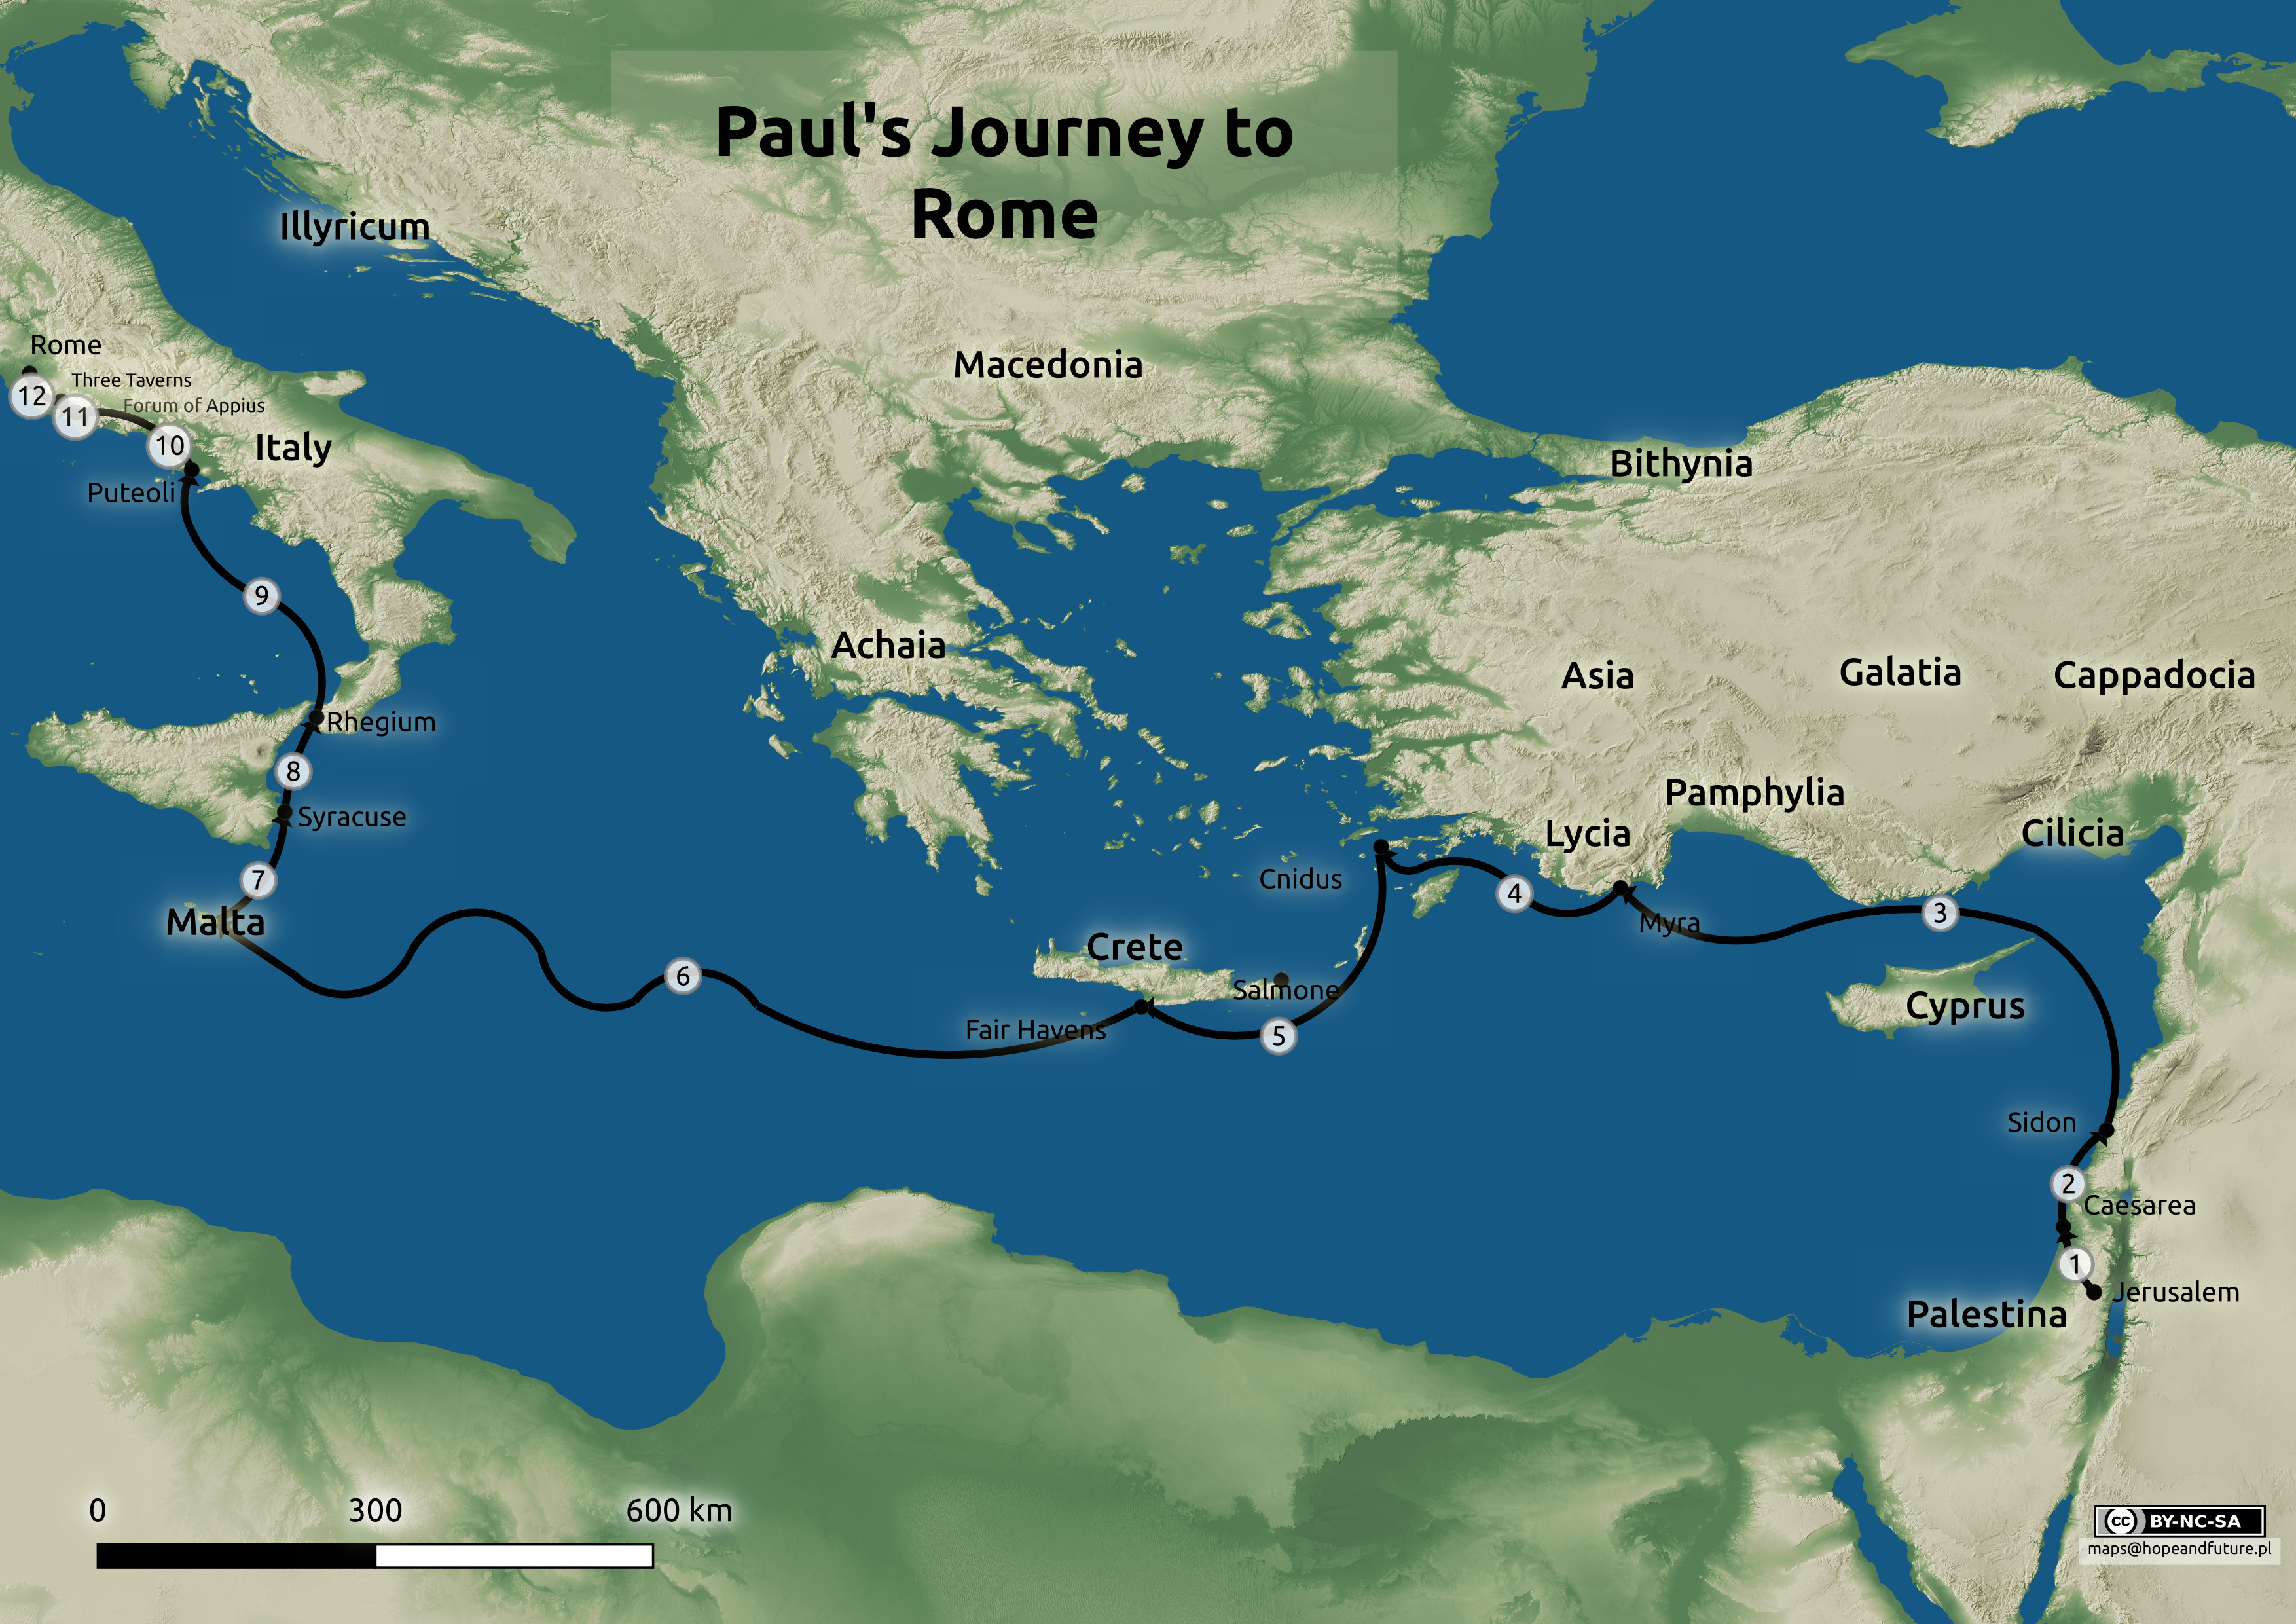 Paul's Journey to
Rome
Illyricum
Rome
Three Taverns
Forum of Appius
12
11
10
Italy
Puteoli
Macedonia
Bithynia
9
Achaia
Asia
Galatia
Cappadocia
Rhegium
8
Syracuse
Pamphylia
Lycia
Cilicia
7
Malta
Cnidus
4
3
Myra
Crete
6
Salmone
Cyprus
Fair Havens
5
Sidon
2
Caesarea
1
Jerusalem
Palestina
0 300 600 km
cc BY-NC-SA
maps@hopeandfuture.pl